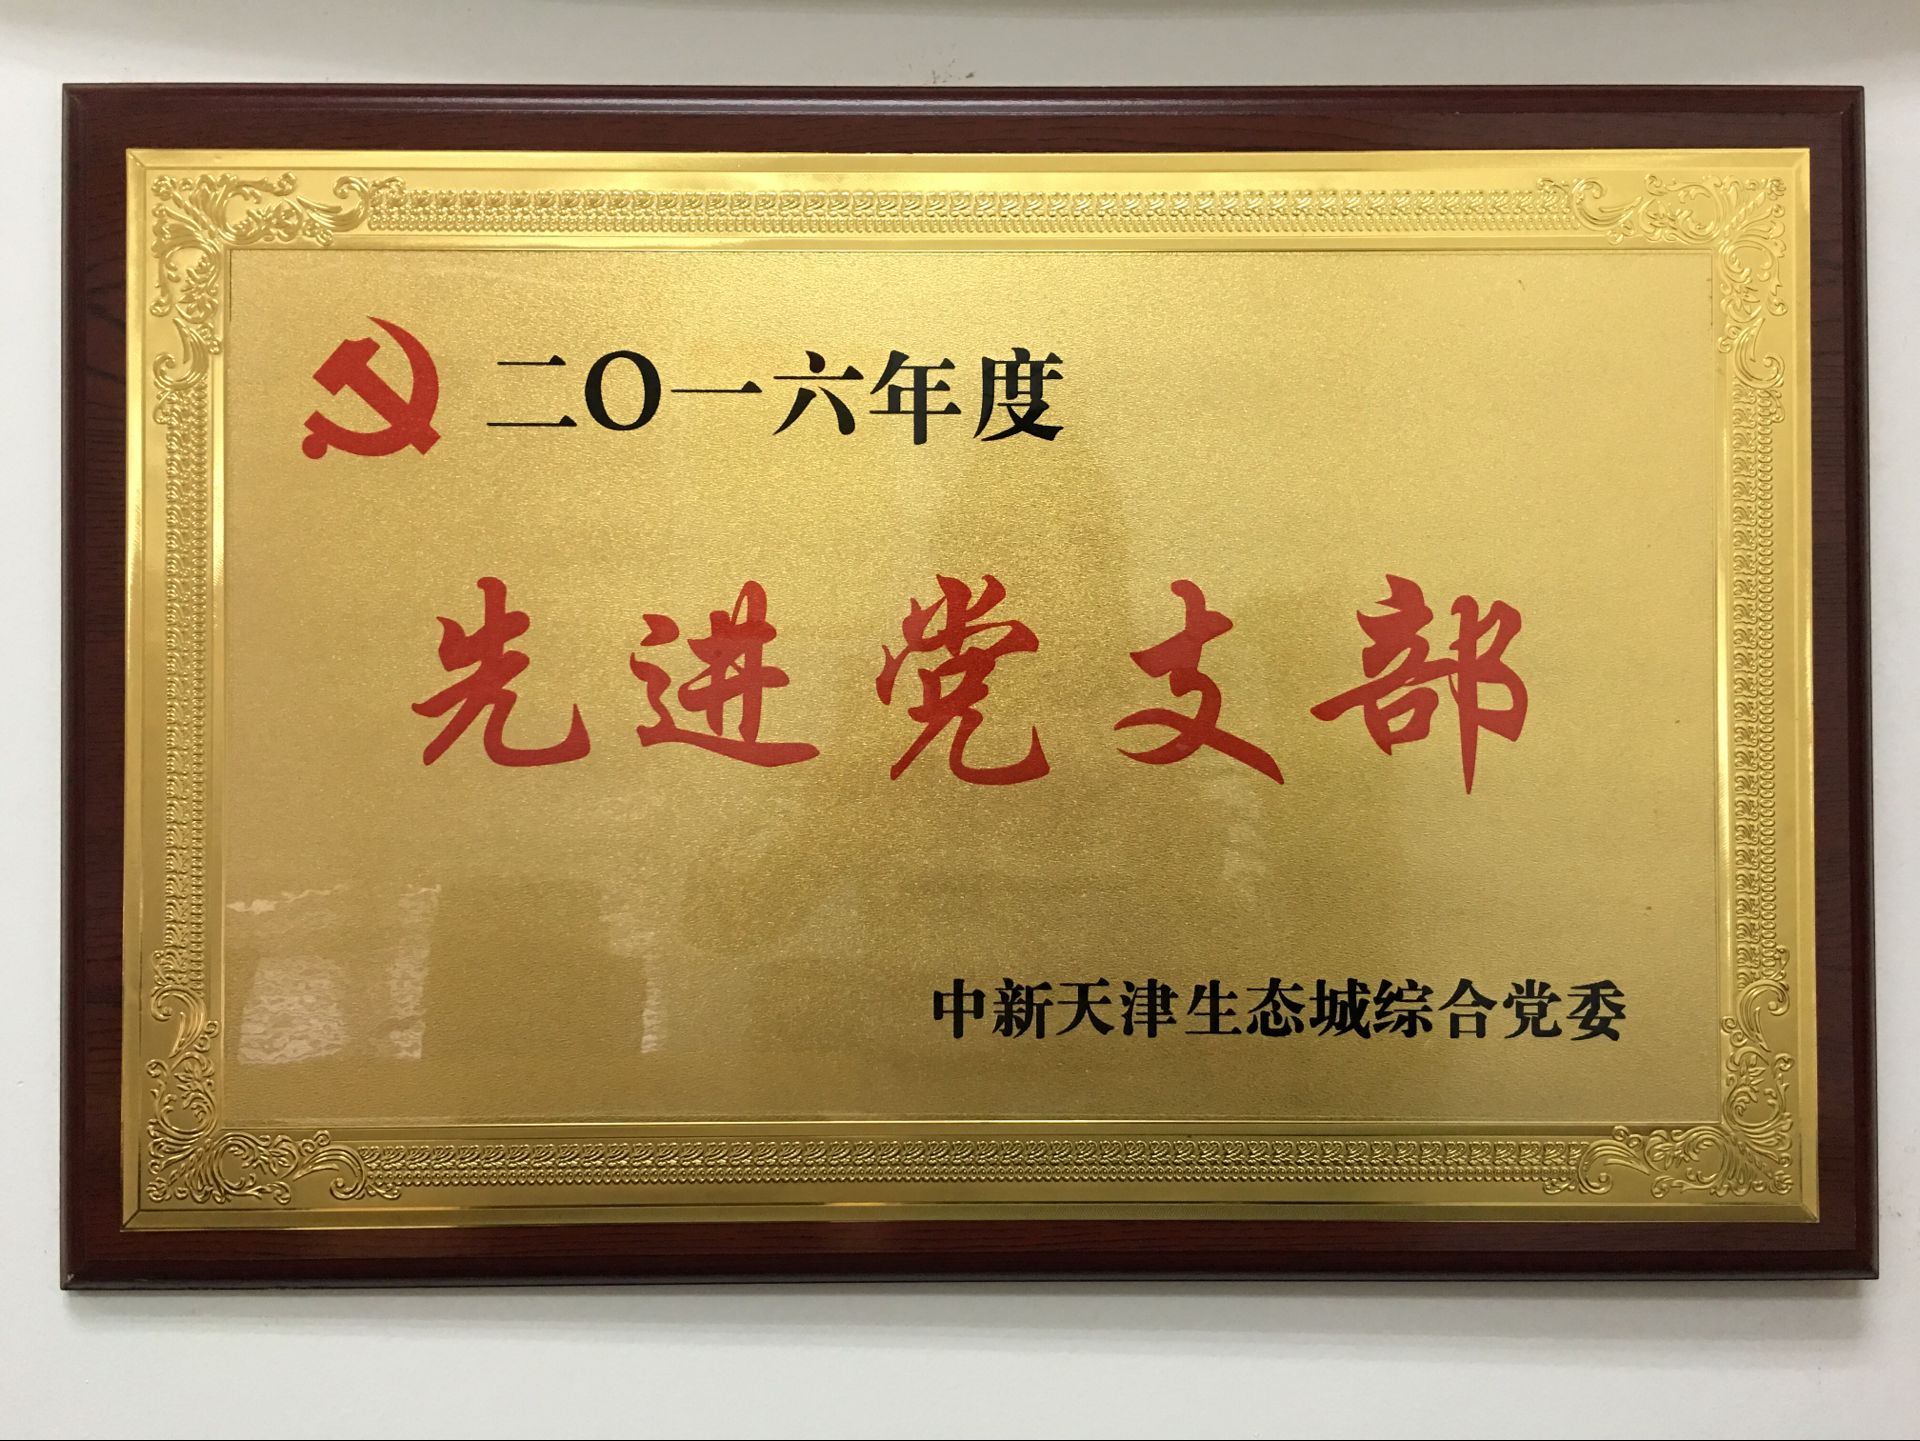 二〇一六年度
先进党支部
中新天津生态城综合党委